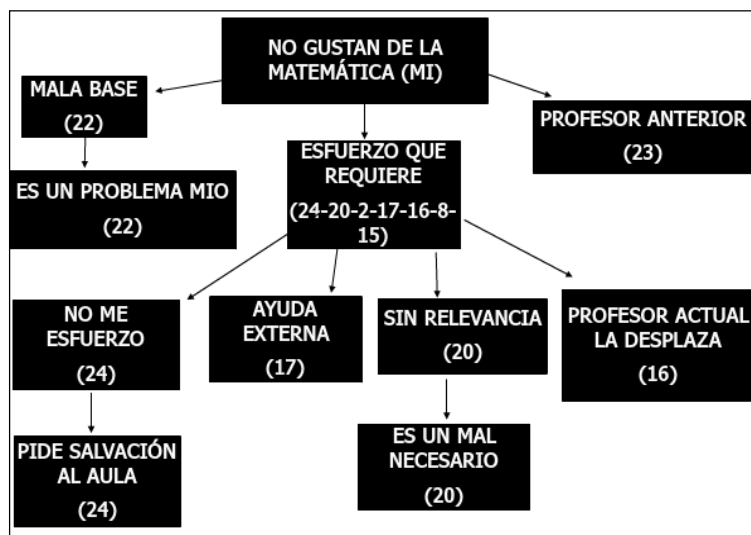 NO GUSTAN DE LA
MATEMÁTICA (MI)
MALA BASE
(22)
PROFESOR ANTERIOR
(23)
ESFUERZO QUE
REQUIERE
(24-20-2-17-16-8-
15)
ES UN PROBLEMA MIO
(22)
NO ME
ESFUERZO
(24)
AYUDA
EXTERNA
(17)
SIN RELEVANCIA
(20)
PROFESOR ACTUAL
LA DESPLAZA
(16)
PIDE SALVACIÓN
AL AULA
(24)
ES UN MAL
NECESARIO
(20)